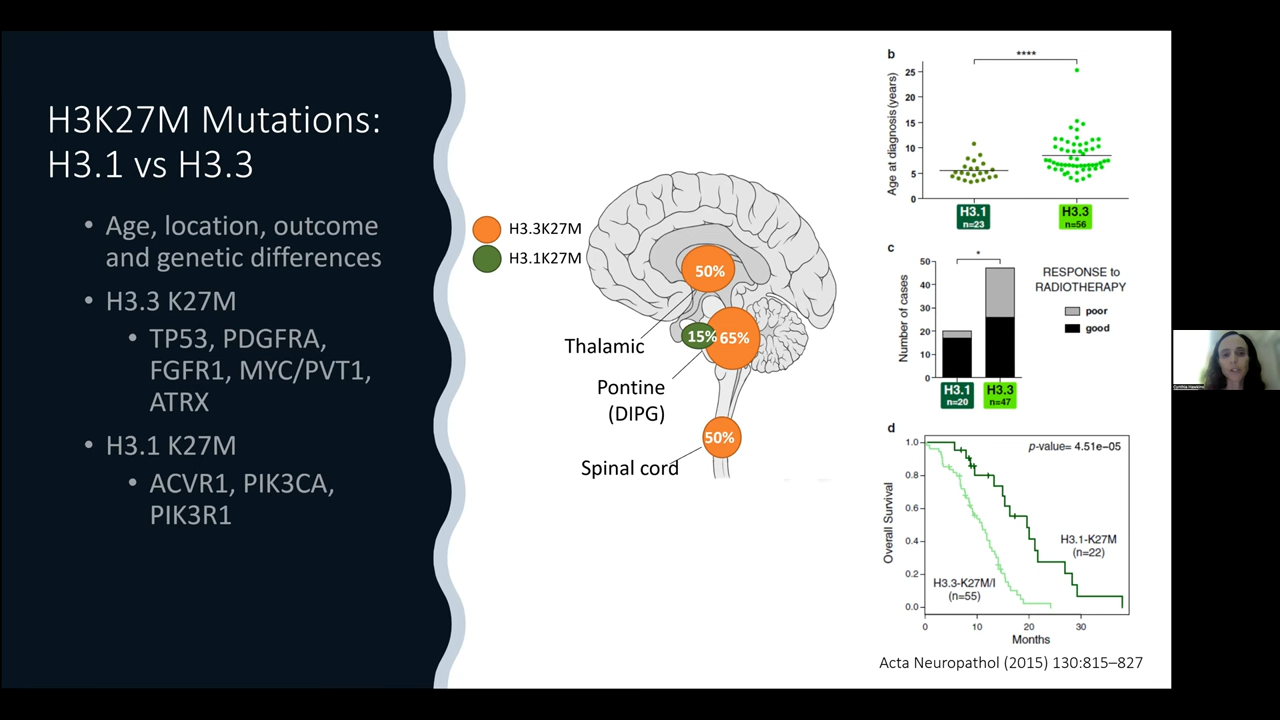 H3K27M Mutations:
H3.1 vs H3.3
• Age, location, outcome
and genetic differences
• H3.3 K27M
• TP53, PDGFRA,
FGFR1, MYC/PVT1,
ATRX
• H3.1 K27M
• ACVR1, PIK3CA,
PIK3R1
H3.3K27M
H3.1K27M
50%
15%
65%
50%
Thalamic
Pontine
(DIPG)
Spinal cord
b
****
Age at diagnosis (years)
25
20
15
10
5
0
H3.1
n=23
H3.3
n=56
c
*
Number of cases
50
40
30
20
10
0
H3.1
n=20
H3.3
n=47
RESPONSE to
RADIOTHERAPY
poor
good
d
p-value= 4.51e-05
Overall Survival
1.0
0.8
0.6
0.4
0.2
0.0
H3.1-K27M
(n=22)
H3.3-K27M/I
(n=55)
0
10
20
30
Months
Acta Neuropathol (2015) 130:815–827
Cynthia Hawkins